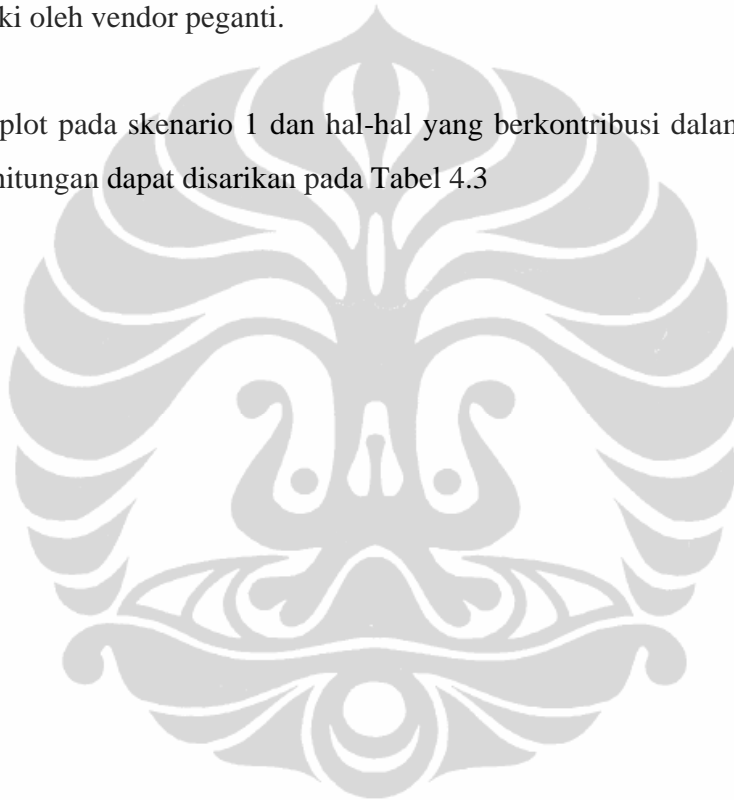 ki oleh vendor peganti.
plot pada skenario 1 dan hal-hal yang berkontribusi dalam
hitungan dapat disarikan pada Tabel 4.3